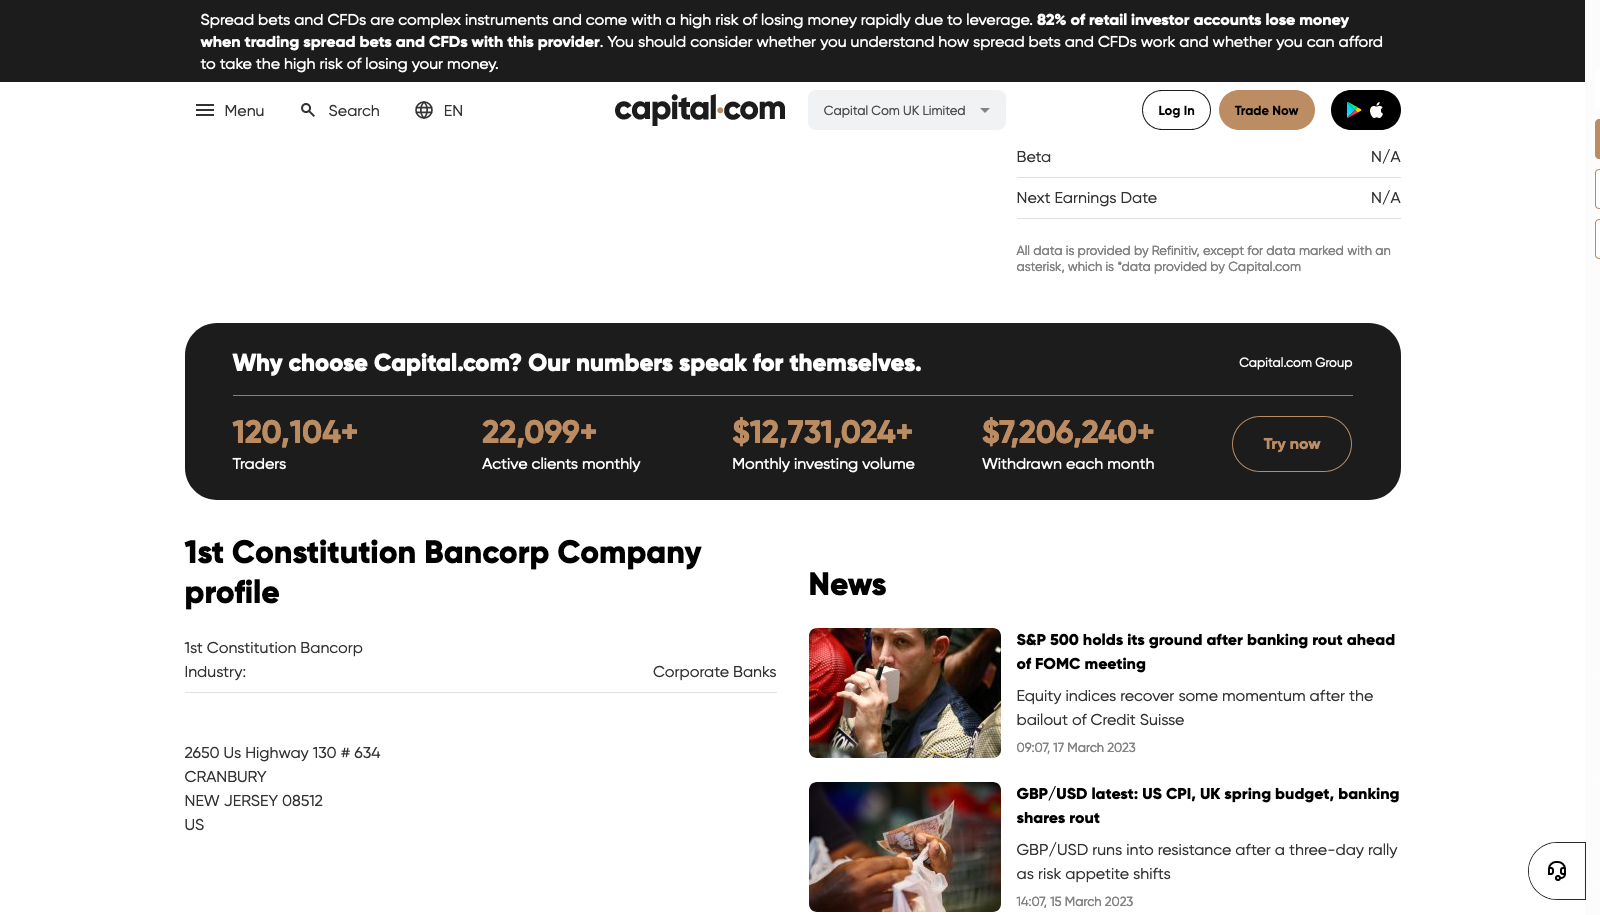 Spread bets and CFDs are complex instruments and come with a high risk of losing money rapidly due to leverage. 82% of retail investor accounts lose money
when trading spread bets and CFDs with this provider. You should consider whether you understand how spread bets and CFDs work and whether you can afford
to take the high risk of losing your money.
Menu
Search
EN
capital.com
Capital Com UK Limited
Log In
Trade Now
Beta N/A
Next Earnings Date N/A
All data is provided by Refinitiv, except for data marked with an
asterisk, which is *data provided by Capital.com
Why choose Capital.com? Our numbers speak for themselves.
Capital.com Group
120,104+
Traders
22,099+
Active clients monthly
$12,731,024+
Monthly investing volume
$7,206,240+
Withdrawn each month
Try now
1st Constitution Bancorp Company
profile
1st Constitution Bancorp
Industry: Corporate Banks
2650 Us Highway 130 # 634
CRANBURY
NEW JERSEY 08512
US
News
S&P 500 holds its ground after banking rout ahead
of FOMC meeting
Equity indices recover some momentum after the
bailout of Credit Suisse
09:07, 17 March 2023
GBP/USD latest: US CPI, UK spring budget, banking
shares rout
GBP/USD runs into resistance after a three-day rally
as risk appetite shifts
14:07, 15 March 2023